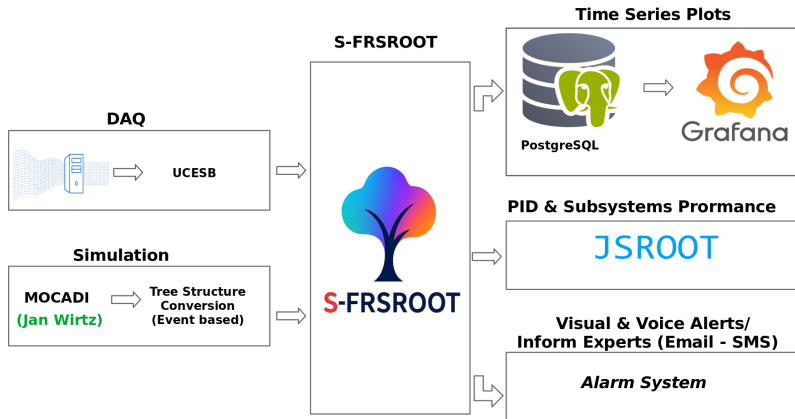 Time Series Plots
S-FRSROOT
PostgreSQL
Grafana
DAQ
UCESB
PID & Subsystems Prormance
JSROOT
Simulation
MOCADI
(Jan Wirtz)
Tree Structure
Conversion
(Event based)
S-FRSROOT
Visual & Voice Alerts/
Inform Experts (Email - SMS)
Alarm System